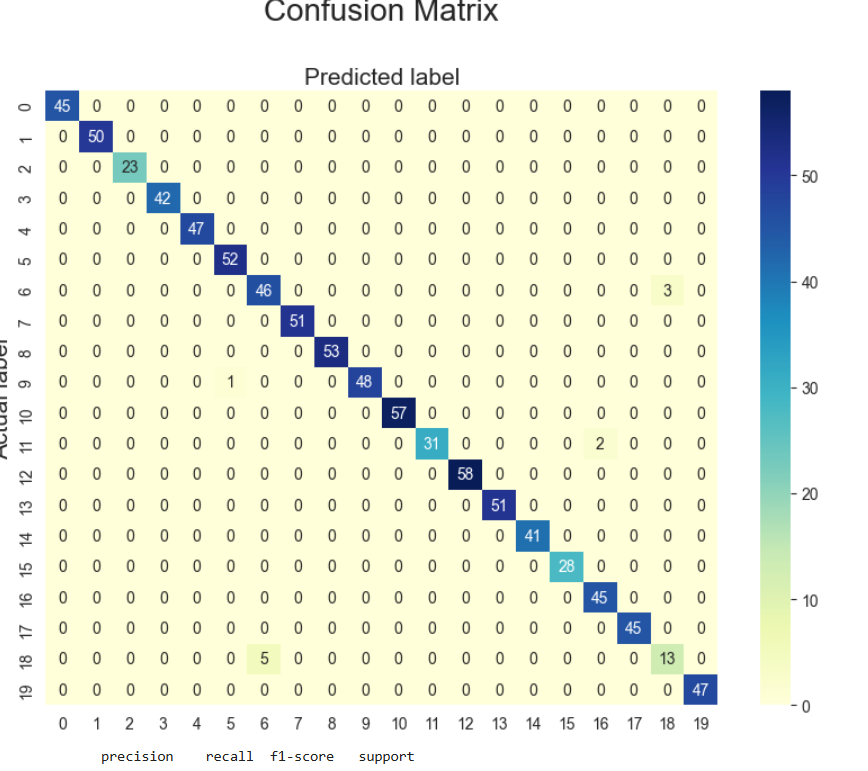 Confusion Matrix
Predicted label
0 45 0 0 0 0 0 0 0 0 0 0 0 0 0 0 0 0 0 0 0
1 0 50 0 0 0 0 0 0 0 0 0 0 0 0 0 0 0 0 0 0
2 0 0 23 0 0 0 0 0 0 0 0 0 0 0 0 0 0 0 0 0
3 0 0 0 42 0 0 0 0 0 0 0 0 0 0 0 0 0 0 0 0
4 0 0 0 0 47 0 0 0 0 0 0 0 0 0 0 0 0 0 0 0
5 0 0 0 0 0 52 0 0 0 0 0 0 0 0 0 0 0 0 0 0
6 0 0 0 0 0 0 46 0 0 0 0 0 0 0 0 0 0 0 3 0
7 0 0 0 0 0 0 0 51 0 0 0 0 0 0 0 0 0 0 0 0
8 0 0 0 0 0 0 0 0 53 0 0 0 0 0 0 0 0 0 0 0
9 0 0 0 0 0 1 0 0 0 48 0 0 0 0 0 0 0 0 0 0
10 0 0 0 0 0 0 0 0 0 0 57 0 0 0 0 0 0 0 0 0
11 0 0 0 0 0 0 0 0 0 0 0 31 0 0 0 0 2 0 0 0
12 0 0 0 0 0 0 0 0 0 0 0 0 58 0 0 0 0 0 0 0
13 0 0 0 0 0 0 0 0 0 0 0 0 0 51 0 0 0 0 0 0
14 0 0 0 0 0 0 0 0 0 0 0 0 0 0 41 0 0 0 0 0
15 0 0 0 0 0 0 0 0 0 0 0 0 0 0 0 28 0 0 0 0
16 0 0 0 0 0 0 0 0 0 0 0 0 0 0 0 0 45 0 0 0
17 0 0 0 0 0 0 0 0 0 0 0 0 0 0 0 0 0 45 0 0
18 0 0 0 0 0 0 5 0 0 0 0 0 0 0 0 0 0 0 13 0
19 0 0 0 0 0 0 0 0 0 0 0 0 0 0 0 0 0 0 0 47
0 1 2 3 4 5 6 7 8 9 10 11 12 13 14 15 16 17 18 19
Actual label
50
40
30
20
10
0
precision recall f1-score support